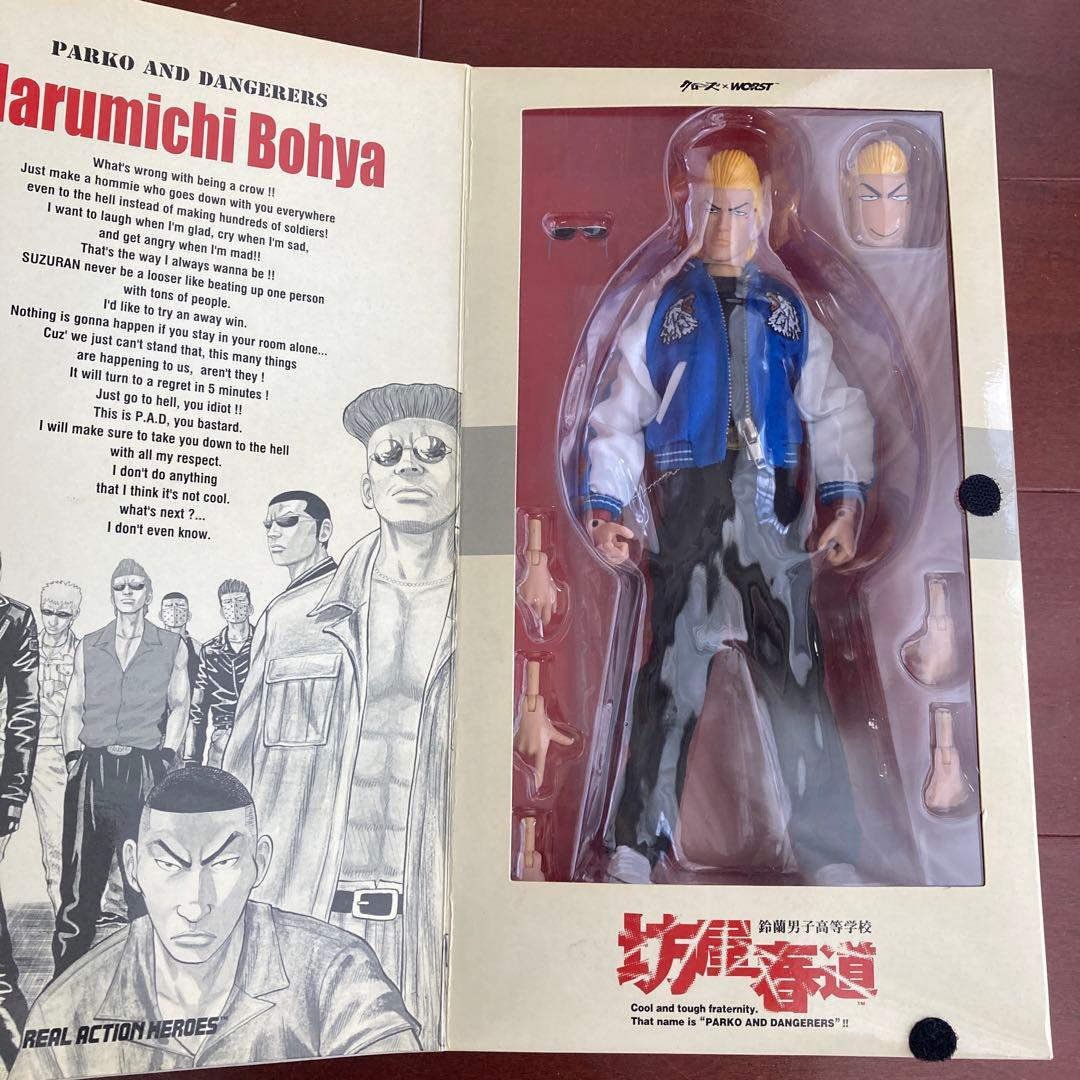 PARKO AND DANGERERS
Harumichi Bohya
What's wrong with being a crow !!
Just make a hommie who goes down with you everywhere
even to the hell instead of making hundreds of soldiers!
I want to laugh when I'm glad, cry when I'm sad,
and get angry when I'm mad!!
That's the way I always wanna be !!
SUZURAN never be a looser like beating up one person
with tons of people.
I'd like to try an away win.
Nothing is gonna happen if you stay in your room alone...
Cuz' we just can't stand that, this many things
are happening to us, aren't they !
It will turn to a regret in 5 minutes !
Just go to hell, you idiot !!
This is P.A.D, you bastard.
I will make sure to take you down to the hell
with all my respect.
I don't do anything
that I think it's not cool.
what's next ?...
I don't even know.
REAL ACTION HEROES™
クローズ×WORST™
鈴蘭男子高等学校
坊屋春道™
Cool and tough fraternity.
That name is “PARKO AND DANGERERS” !!